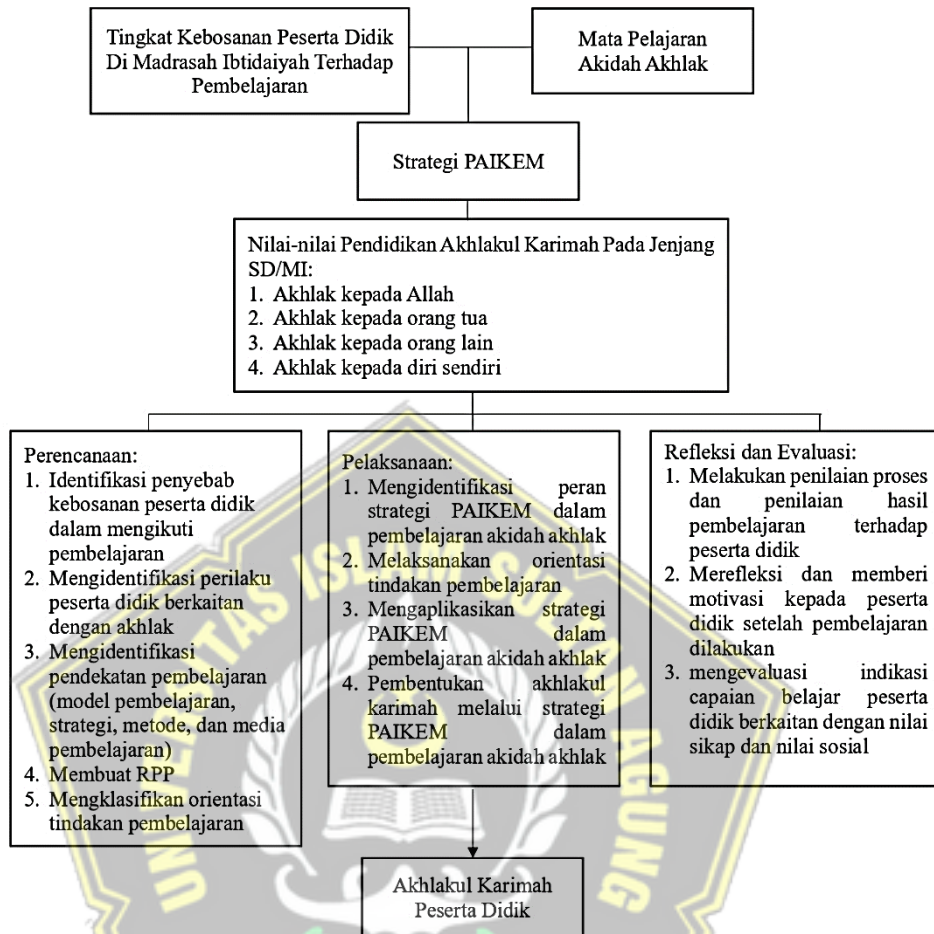 Tingkat Kebosanan Peserta Didik
Di Madrasah Ibtidaiyah Terhadap
Pembelajaran
Mata Pelajaran
Akidah Akhlak
Strategi PAIKEM
Nilai-nilai Pendidikan Akhlakul Karimah Pada Jenjang
SD/MI:
1. Akhlak kepada Allah
2. Akhlak kepada orang tua
3. Akhlak kepada orang lain
4. Akhlak kepada diri sendiri
Perencanaan:
1. Identifikasi penyebab
kebosanan peserta didik
dalam mengikuti
pembelajaran
2. Mengidentifikasi perilaku
peserta didik berkaitan
dengan akhlak
3. Mengidentifikasi
pendekatan pembelajaran
(model pembelajaran,
strategi, metode, dan media
pembelajaran)
4. Membuat RPP
5. Mengklasifikan orientasi
tindakan pembelajaran
Pelaksanaan:
1. Mengidentifikasi peran
strategi PAIKEM dalam
pembelajaran akidah akhlak
2. Melaksanakan orientasi
tindakan pembelajaran
3. Mengaplikasikan strategi
PAIKEM dalam
pembelajaran akidah akhlak
4. Pembentukan akhlakul
karimah melalui strategi
PAIKEM dalam
pembelajaran akidah akhlak
Refleksi dan Evaluasi:
1. Melakukan penilaian proses
dan penilaian hasil
pembelajaran terhadap
peserta didik
2. Merefleksi dan memberi
motivasi kepada peserta
didik setelah pembelajaran
dilakukan
3. mengevaluasi indikasi
capaian belajar peserta
didik berkaitan dengan nilai
sikap dan nilai sosial
Akhlakul Karimah
Peserta Didik
UNIVERSITAS ISLAM SULTAN AGUNG